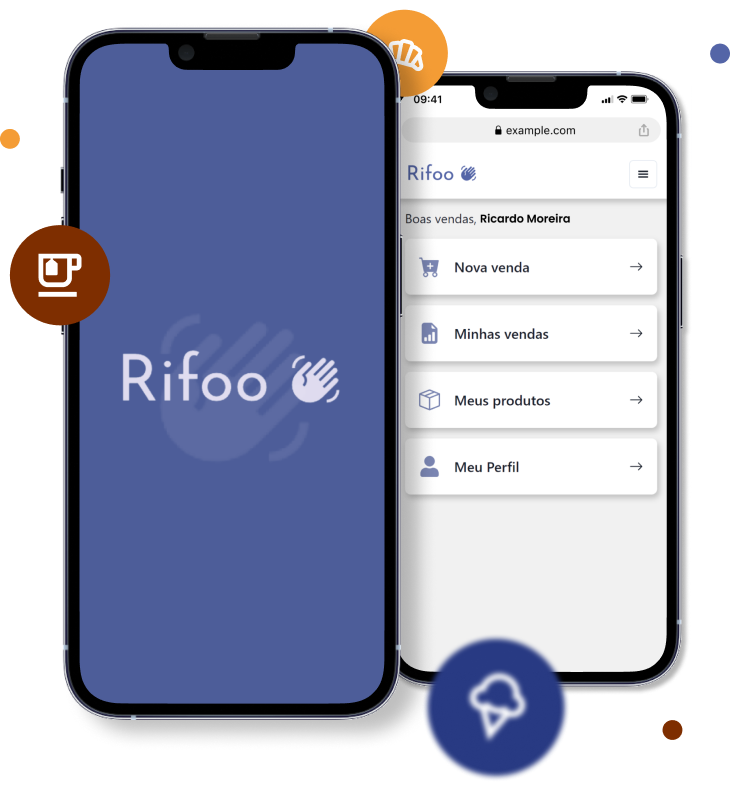 Rifoo
09:41
example.com
Rifoo
Boas vendas, Ricardo Moreira
Nova venda
Minhas vendas
Meus produtos
Meu Perfil